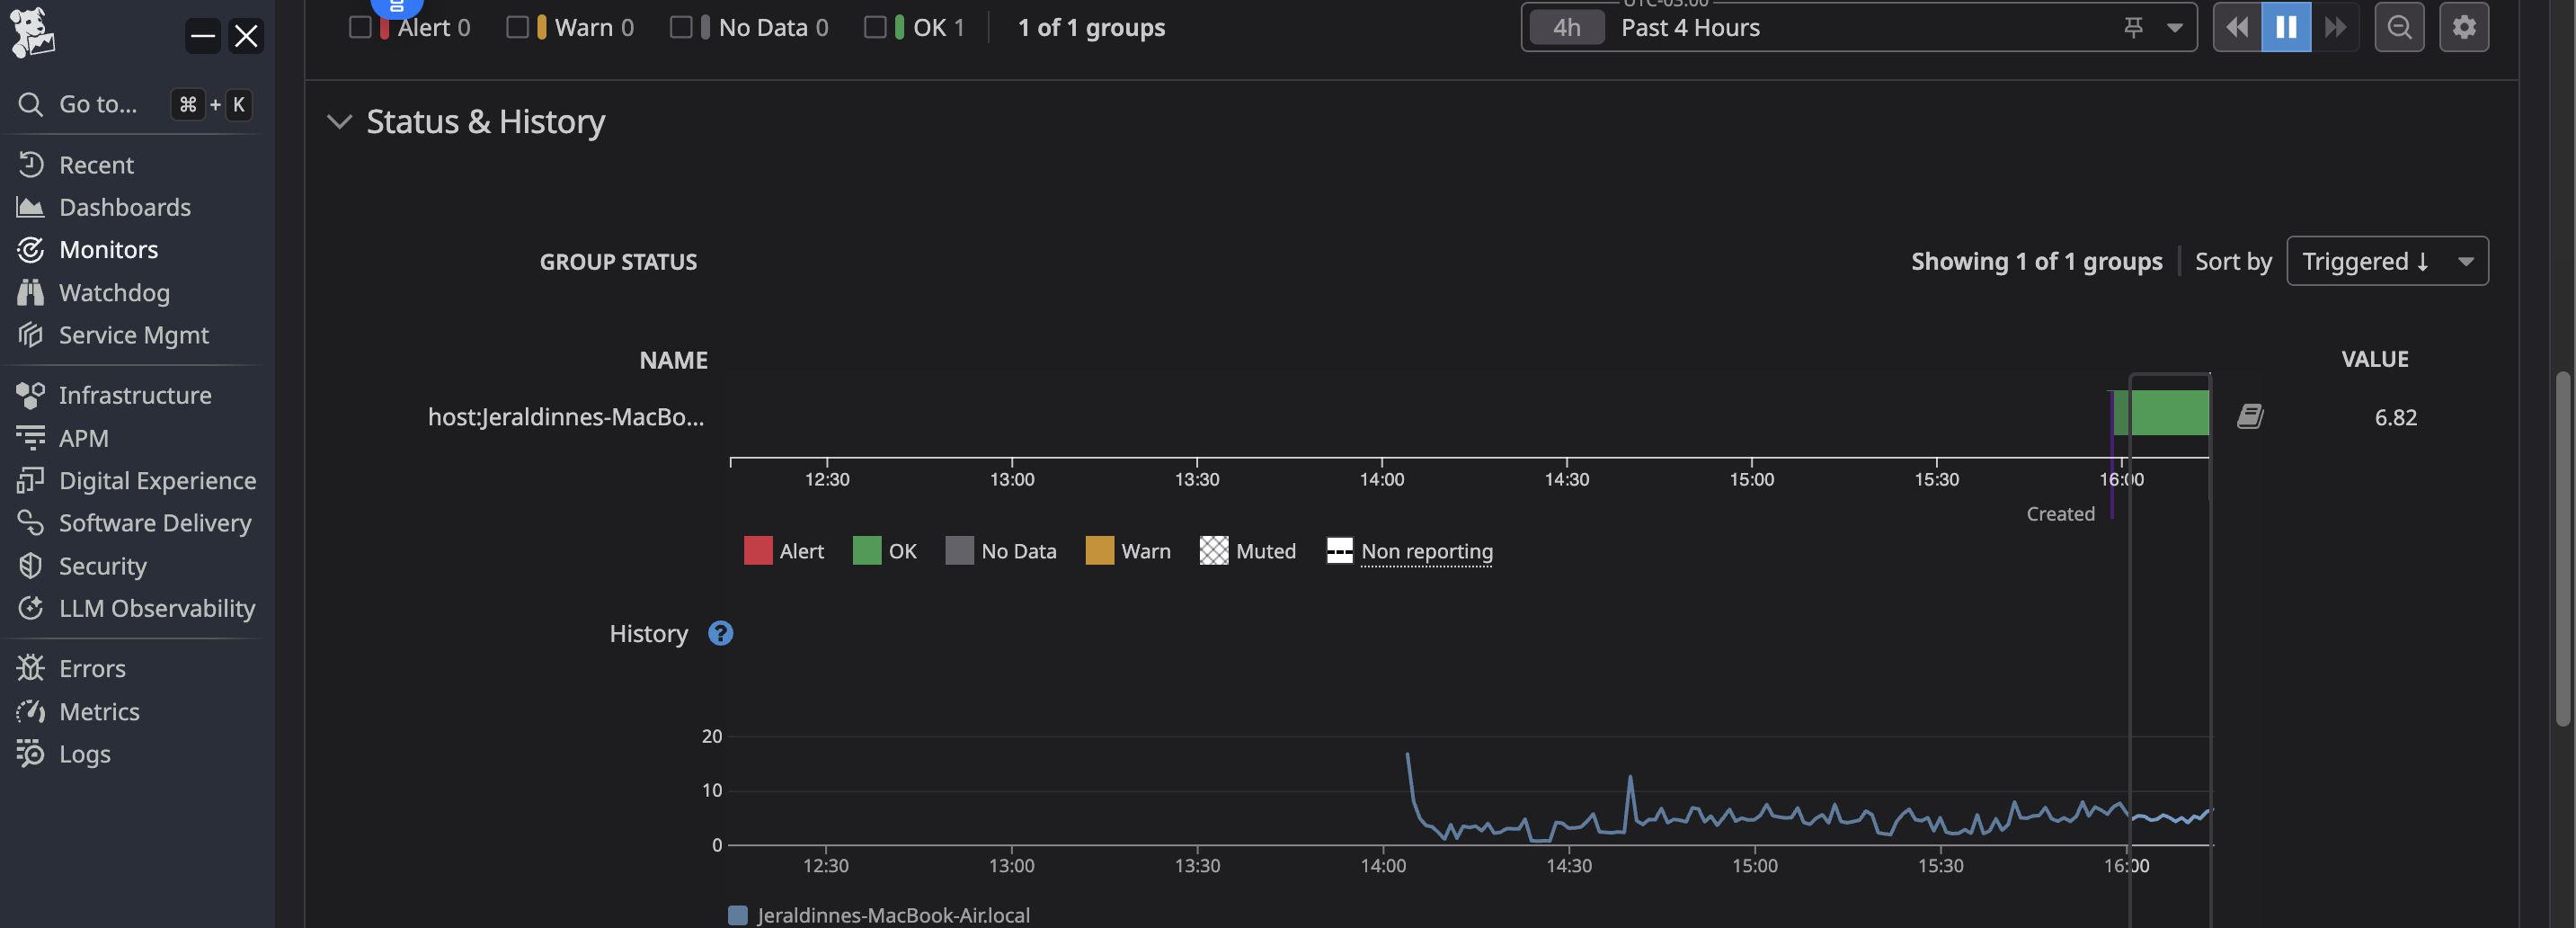 UTC-03:00
Alert 0
Warn 0
No Data 0
OK 1
1 of 1 groups
4h
Past 4 Hours
Go to...
⌘ + K
Recent
Dashboards
Monitors
Watchdog
Service Mgmt
Infrastructure
APM
Digital Experience
Software Delivery
Security
LLM Observability
Errors
Metrics
Logs
Status & History
GROUP STATUS
Showing 1 of 1 groups
Sort by
Triggered ↓
NAME
VALUE
host:Jeraldinnes-MacBo...
6.82
12:30 13:00 13:30 14:00 14:30 15:00 15:30 16:00
Created
Alert OK No Data Warn Muted Non reporting
History ?
20
10
0
12:30 13:00 13:30 14:00 14:30 15:00 15:30 16:00
Jeraldinnes-MacBook-Air.local